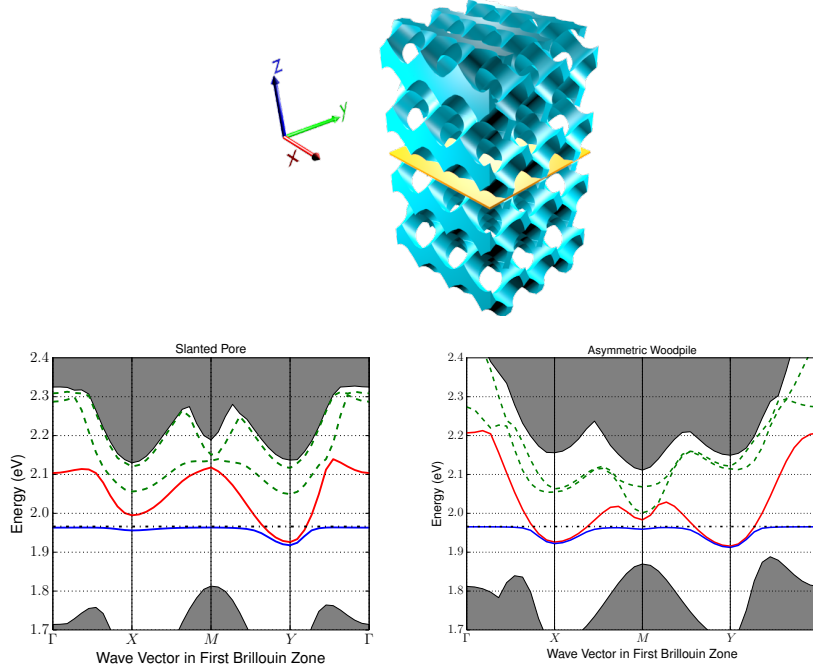 Z
y
X
Slanted Pore
2.4
2.3
2.2
2.1
2.0
1.9
1.8
1.7
Energy (eV)
Γ X M Y Γ
Wave Vector in First Brillouin Zone
Asymmetric Woodpile
2.4
2.3
2.2
2.1
2.0
1.9
1.8
1.7
Energy (eV)
Γ X M Y
Wave Vector in First Brillouin Zone